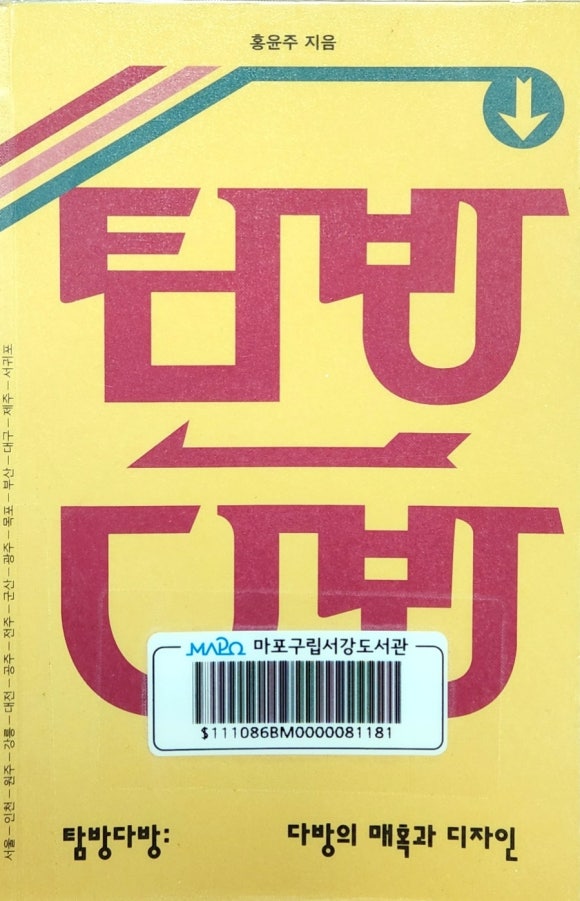 홍윤주 지음
탐방
다방
서울 – 인천 – 원주 – 강릉 – 대전 – 공주 – 전주 – 군산 – 광주 – 목포 – 부산 – 대구 – 제주 – 서귀포
MAPO 마포구립서강도서관
$111086BM0000081181
탐방다방: 다방의 매혹과 디자인